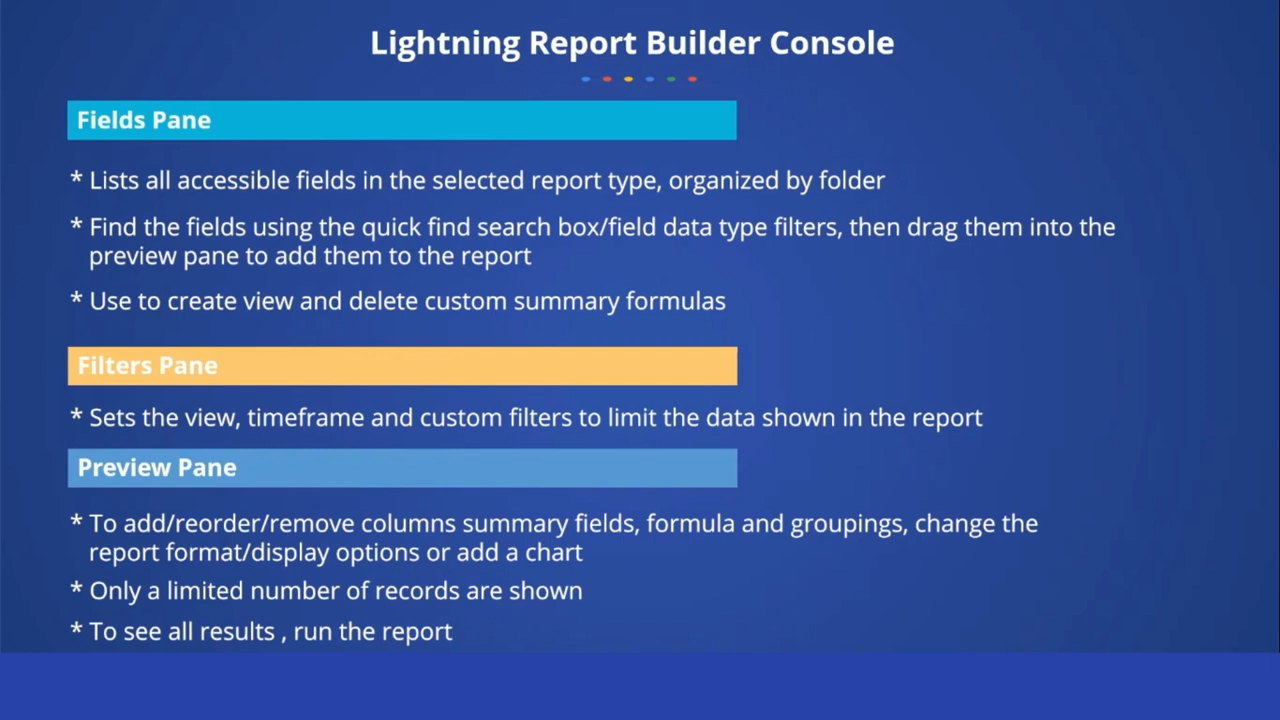 Lightning Report Builder Console
Fields Pane
* Lists all accessible fields in the selected report type, organized by folder
* Find the fields using the quick find search box/field data type filters, then drag them into the
preview pane to add them to the report
* Use to create view and delete custom summary formulas
Filters Pane
* Sets the view, timeframe and custom filters to limit the data shown in the report
Preview Pane
* To add/reorder/remove columns summary fields, formula and groupings, change the
report format/display options or add a chart
* Only a limited number of records are shown
* To see all results , run the report